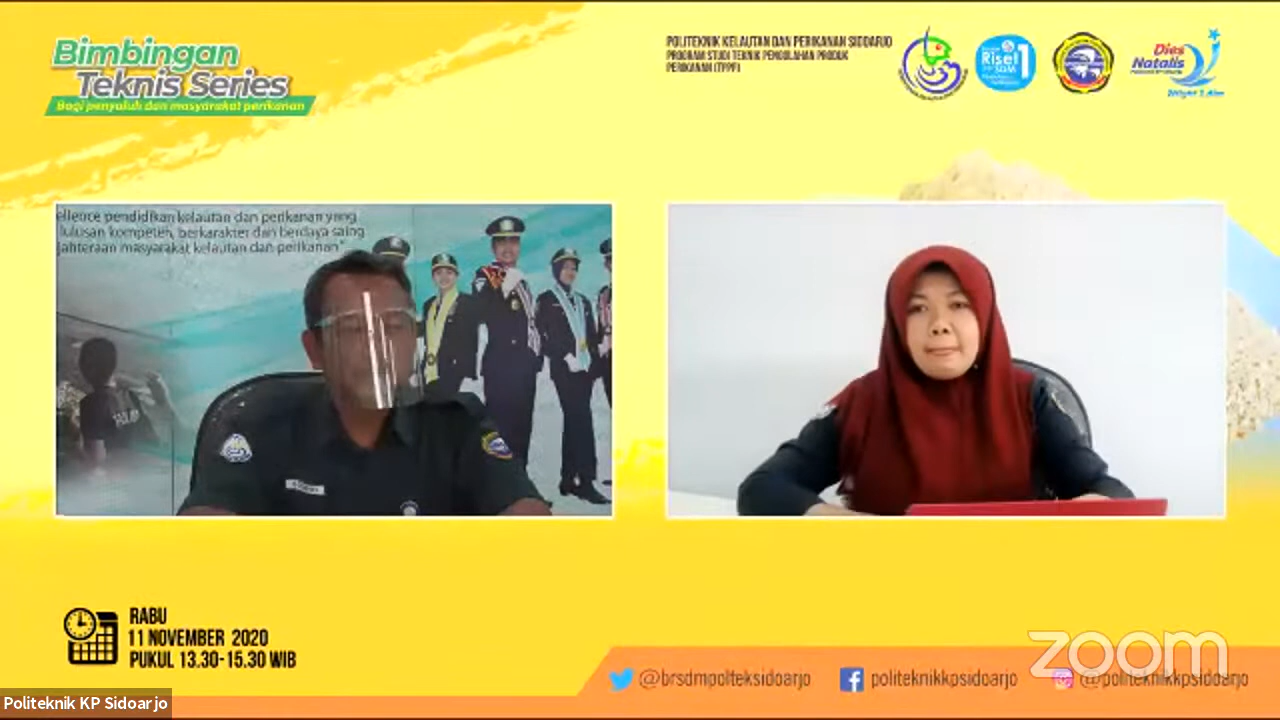 Bimbingan
Teknis Series
Bagi penyuluh dan masyarakat perikanan
POLITEKNIK KELAUTAN DAN PERIKANAN SIDOARJO
PROGRAM STUDI TEKNIK PENGOLAHAN PRODUK
PERIKANAN (TPPP)
Riset
SDM
1
Dies
Natalis
ellence pendidikan kelautan dan perikanan yang
lulusan kompeten, berkarakter dan berdaya saing
jahteraan masyarakat kelautan dan perikanan"
RABU
11 NOVEMBER 2020
PUKUL 13.30-15.30 WIB
zoom
@brsdmpolteksidoarjo
politeknikkpsidoarjo
@politeknikkpsidoarjo
Politeknik KP Sidoarjo